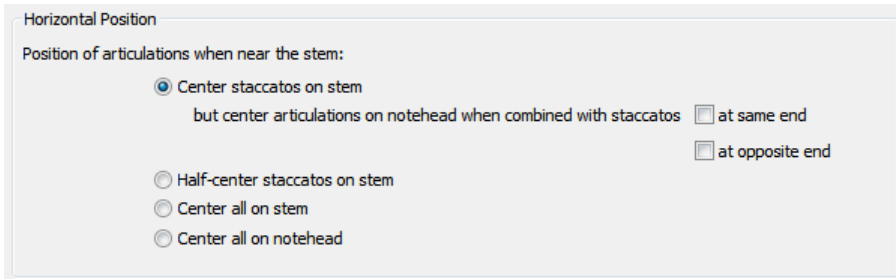 Horizontal Position
Position of articulations when near the stem:
Center staccatos on stem
but center articulations on notehead when combined with staccatos at same end
at opposite end
Half-center staccatos on stem
Center all on stem
Center all on notehead